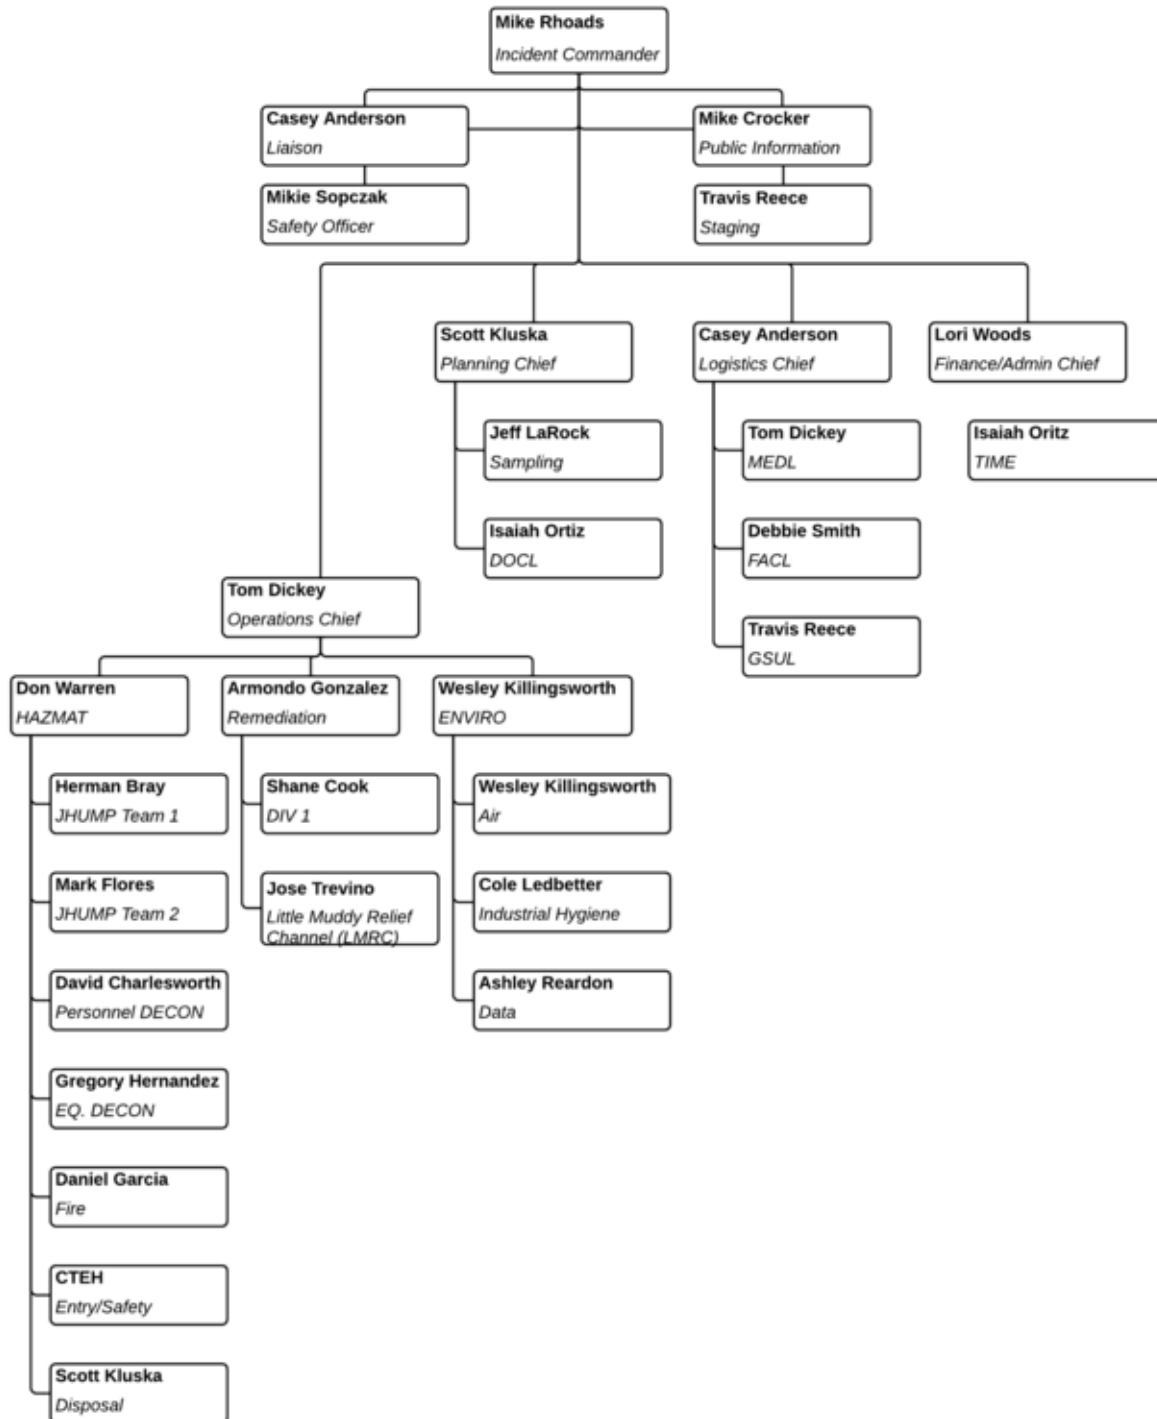 Mike Rhoads
Incident Commander
Casey Anderson
Liaison
Mike Crocker
Public Information
Mikie Sopczak
Safety Officer
Travis Reece
Staging
Scott Kluska
Planning Chief
Casey Anderson
Logistics Chief
Lori Woods
Finance/Admin Chief
Jeff LaRock
Sampling
Tom Dickey
MEDL
Isaiah Oritz
TIME
Isaiah Ortiz
DOCL
Debbie Smith
FACL
Travis Reece
GSUL
Tom Dickey
Operations Chief
Don Warren
HAZMAT
Armondo Gonzalez
Remediation
Wesley Killingsworth
ENVIRO
Herman Bray
JHUMP Team 1
Shane Cook
DIV 1
Wesley Killingsworth
Air
Mark Flores
JHUMP Team 2
Jose Trevino
Little Muddy Relief
Channel (LMRC)
Cole Ledbetter
Industrial Hygiene
David Charlesworth
Personnel DECON
Ashley Reardon
Data
Gregory Hernandez
EQ. DECON
Daniel Garcia
Fire
CTEH
Entry/Safety
Scott Kluska
Disposal